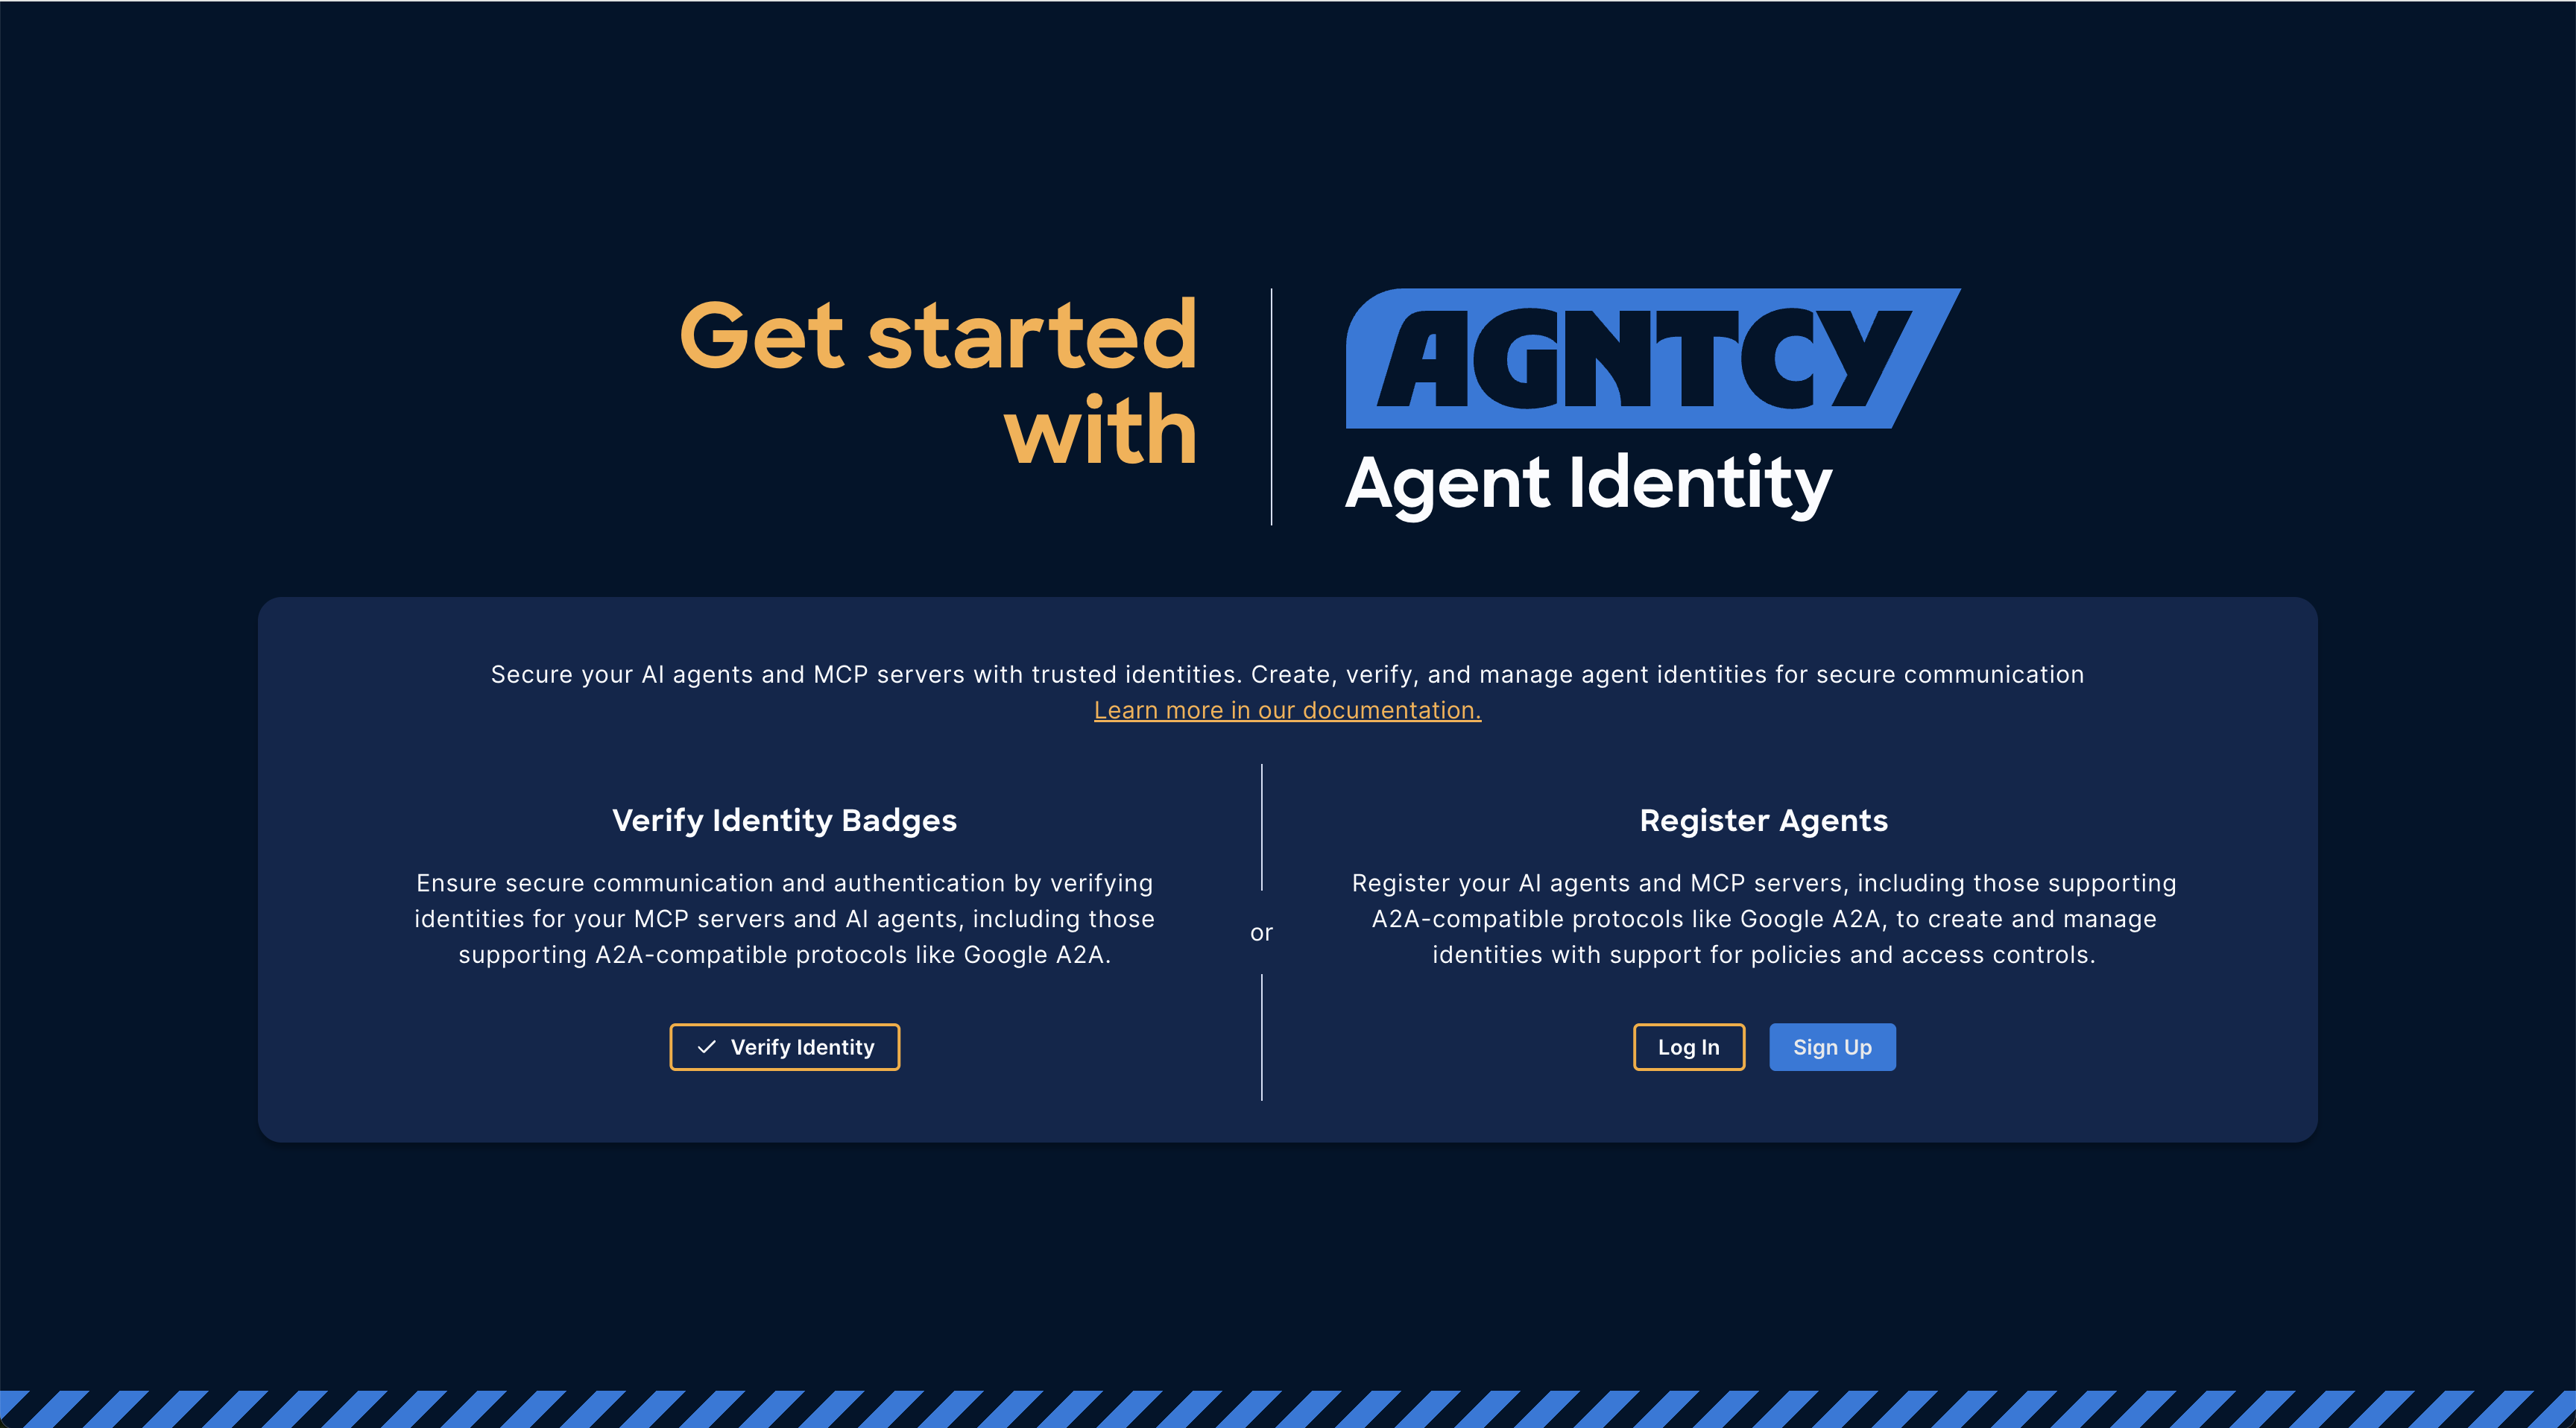 Get started
with
AGNTCY
Agent Identity
Secure your AI agents and MCP servers with trusted identities. Create, verify, and manage agent identities for secure communication
Learn more in our documentation.
Verify Identity Badges
Ensure secure communication and authentication by verifying
identities for your MCP servers and AI agents, including those
supporting A2A-compatible protocols like Google A2A.
Verify Identity
or
Register Agents
Register your AI agents and MCP servers, including those supporting
A2A-compatible protocols like Google A2A, to create and manage
identities with support for policies and access controls.
Log In
Sign Up